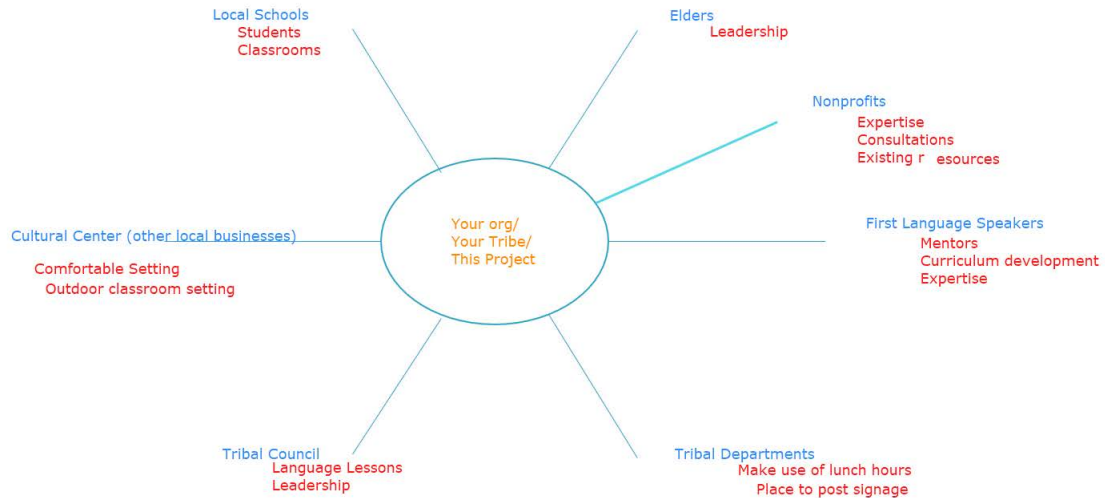 Local Schools
Students
Classrooms
Elders
Leadership
Nonprofits
Expertise
Consultations
Existing r esources
Your org/
Your Tribe/
This Project
First Language Speakers
Mentors
Curriculum development
Expertise
Cultural Center (other local businesses)
Comfortable Setting
Outdoor classroom setting
Tribal Council
Language Lessons
Leadership
Tribal Departments
Make use of lunch hours
Place to post signage